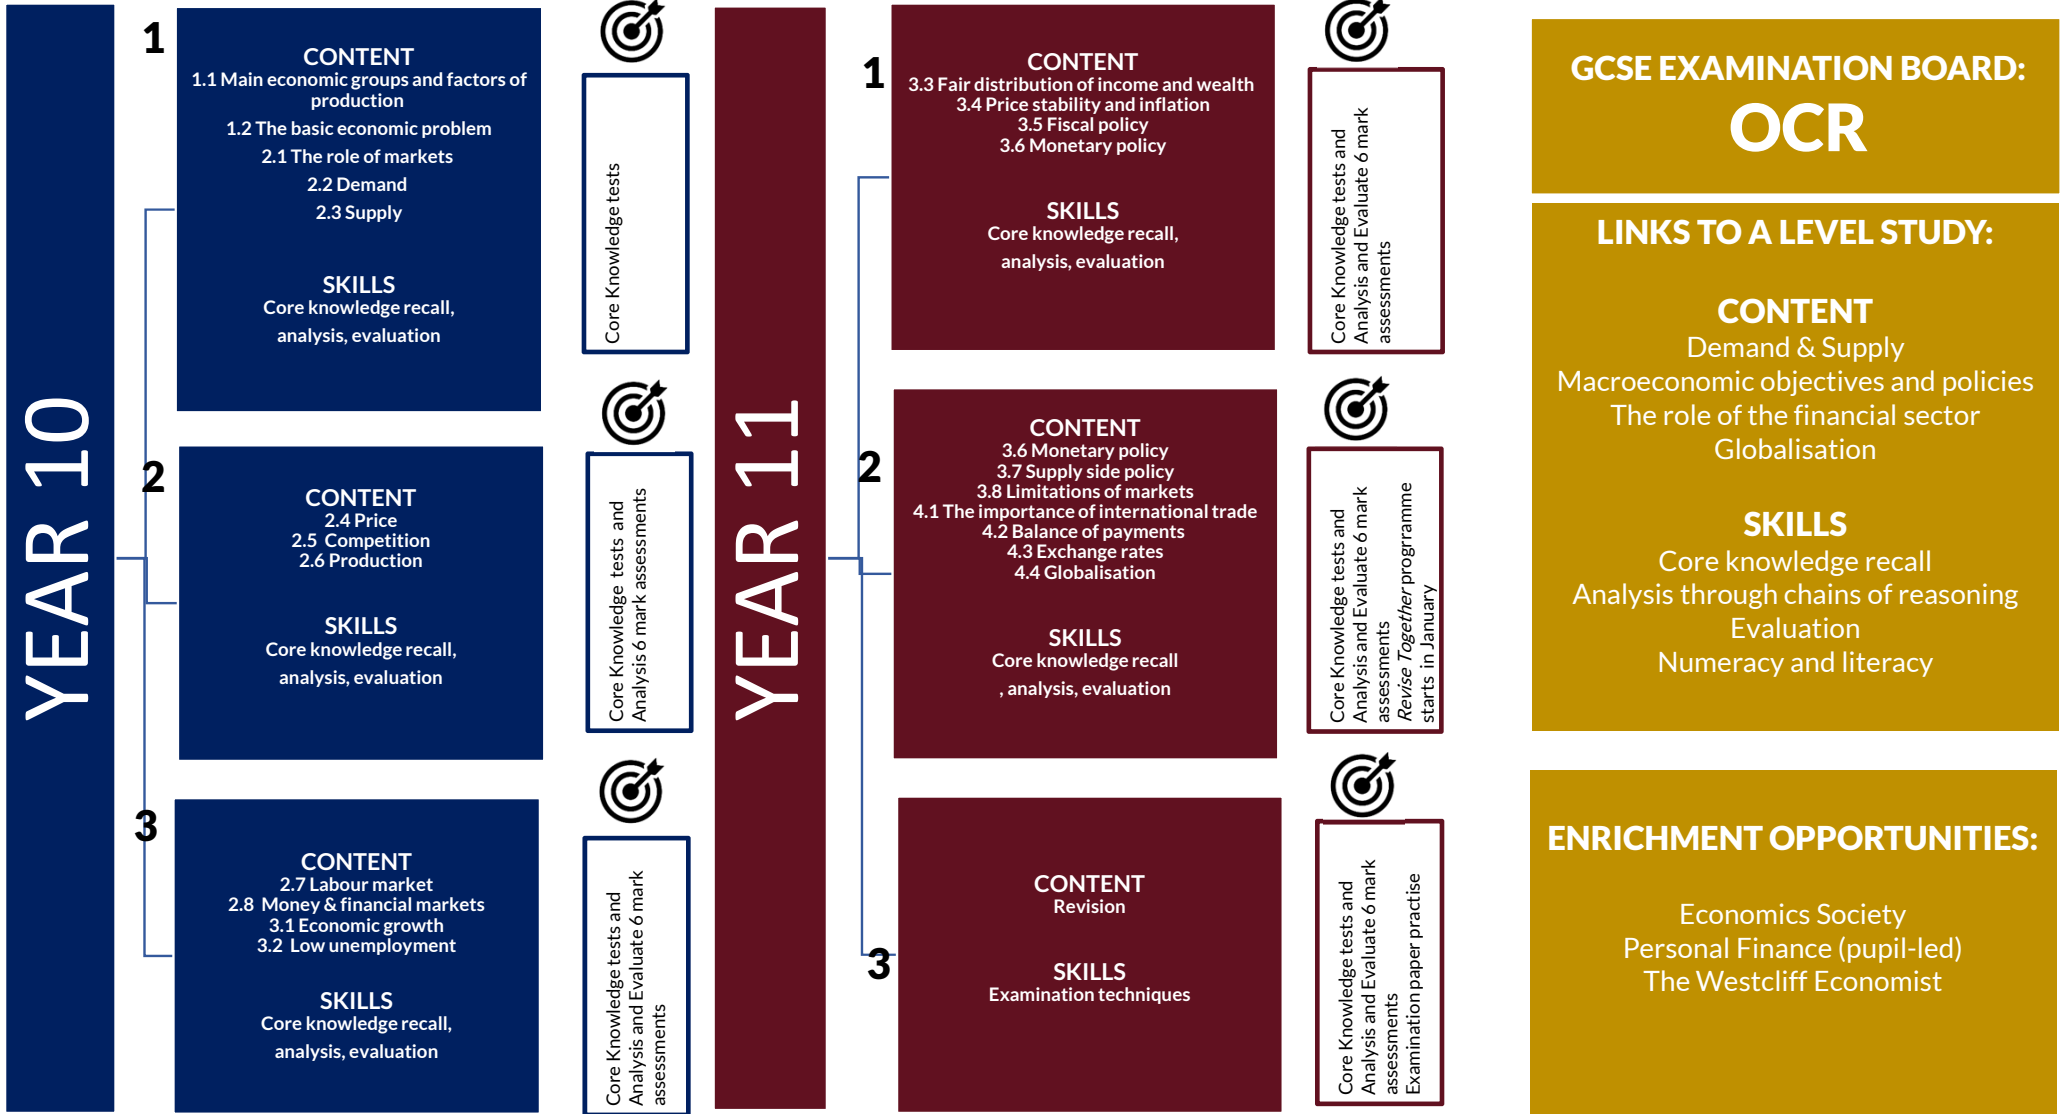 YEAR 10
1
CONTENT
1.1 Main economic groups and factors of
production
1.2 The basic economic problem
2.1 The role of markets
2.2 Demand
2.3 Supply
SKILLS
Core knowledge recall,
analysis, evaluation
Core Knowledge tests
2
CONTENT
2.4 Price
2.5 Competition
2.6 Production
SKILLS
Core knowledge recall,
analysis, evaluation
Core Knowledge tests and
Analysis 6 mark assessments
3
CONTENT
2.7 Labour market
2.8 Money & financial markets
3.1 Economic growth
3.2 Low unemployment
SKILLS
Core knowledge recall,
analysis, evaluation
Core Knowledge tests and
Analysis and Evaluate 6 mark
assessments
YEAR 11
1
CONTENT
3.3 Fair distribution of income and wealth
3.4 Price stability and inflation
3.5 Fiscal policy
3.6 Monetary policy
SKILLS
Core knowledge recall,
analysis, evaluation
Core Knowledge tests and
Analysis and Evaluate 6 mark
assessments
2
CONTENT
3.6 Monetary policy
3.7 Supply side policy
3.8 Limitations of markets
4.1 The importance of international trade
4.2 Balance of payments
4.3 Exchange rates
4.4 Globalisation
SKILLS
Core knowledge recall
, analysis, evaluation
Core Knowledge tests and
Analysis and Evaluate 6 mark
assessments
Revise Together progrramme
starts in January
3
CONTENT
Revision
SKILLS
Examination techniques
Core Knowledge tests and
Analysis and Evaluate 6 mark
assessments
Examination paper practise
GCSE EXAMINATION BOARD:
OCR
LINKS TO A LEVEL STUDY:
CONTENT
Demand & Supply
Macroeconomic objectives and policies
The role of the financial sector
Globalisation
SKILLS
Core knowledge recall
Analysis through chains of reasoning
Evaluation
Numeracy and literacy
ENRICHMENT OPPORTUNITIES:
Economics Society
Personal Finance (pupil-led)
The Westcliff Economist